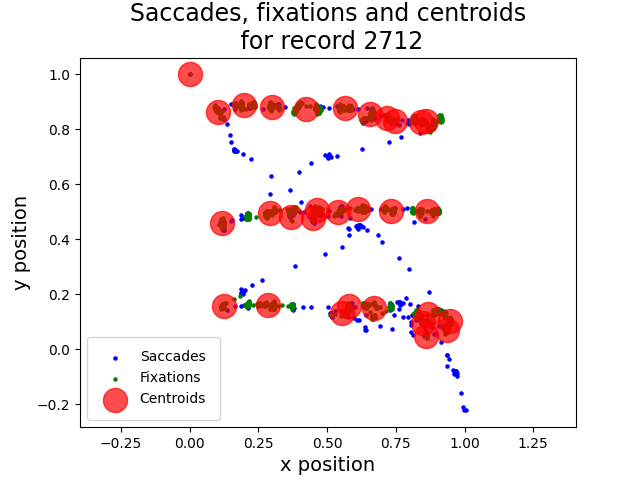 Saccades, fixations and centroids
for record 2712
1.0
0.8
0.6
0.4
0.2
0.0
−0.2
y position
Saccades
Fixations
Centroids
−0.25
0.00
0.25
0.50
0.75
1.00
1.25
x position